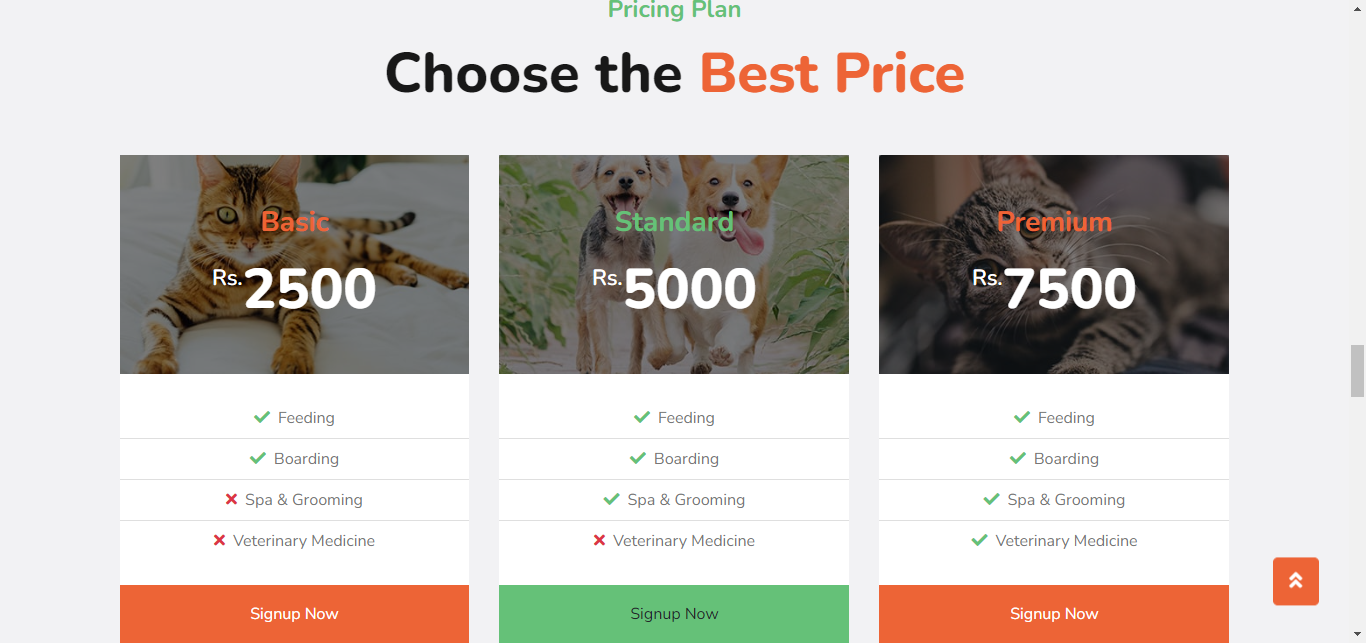 Pricing Plan
Choose the Best Price
Basic
Rs.2500
Feeding
Boarding
Spa & Grooming
Veterinary Medicine
Signup Now
Standard
Rs.5000
Feeding
Boarding
Spa & Grooming
Veterinary Medicine
Signup Now
Premium
Rs.7500
Feeding
Boarding
Spa & Grooming
Veterinary Medicine
Signup Now